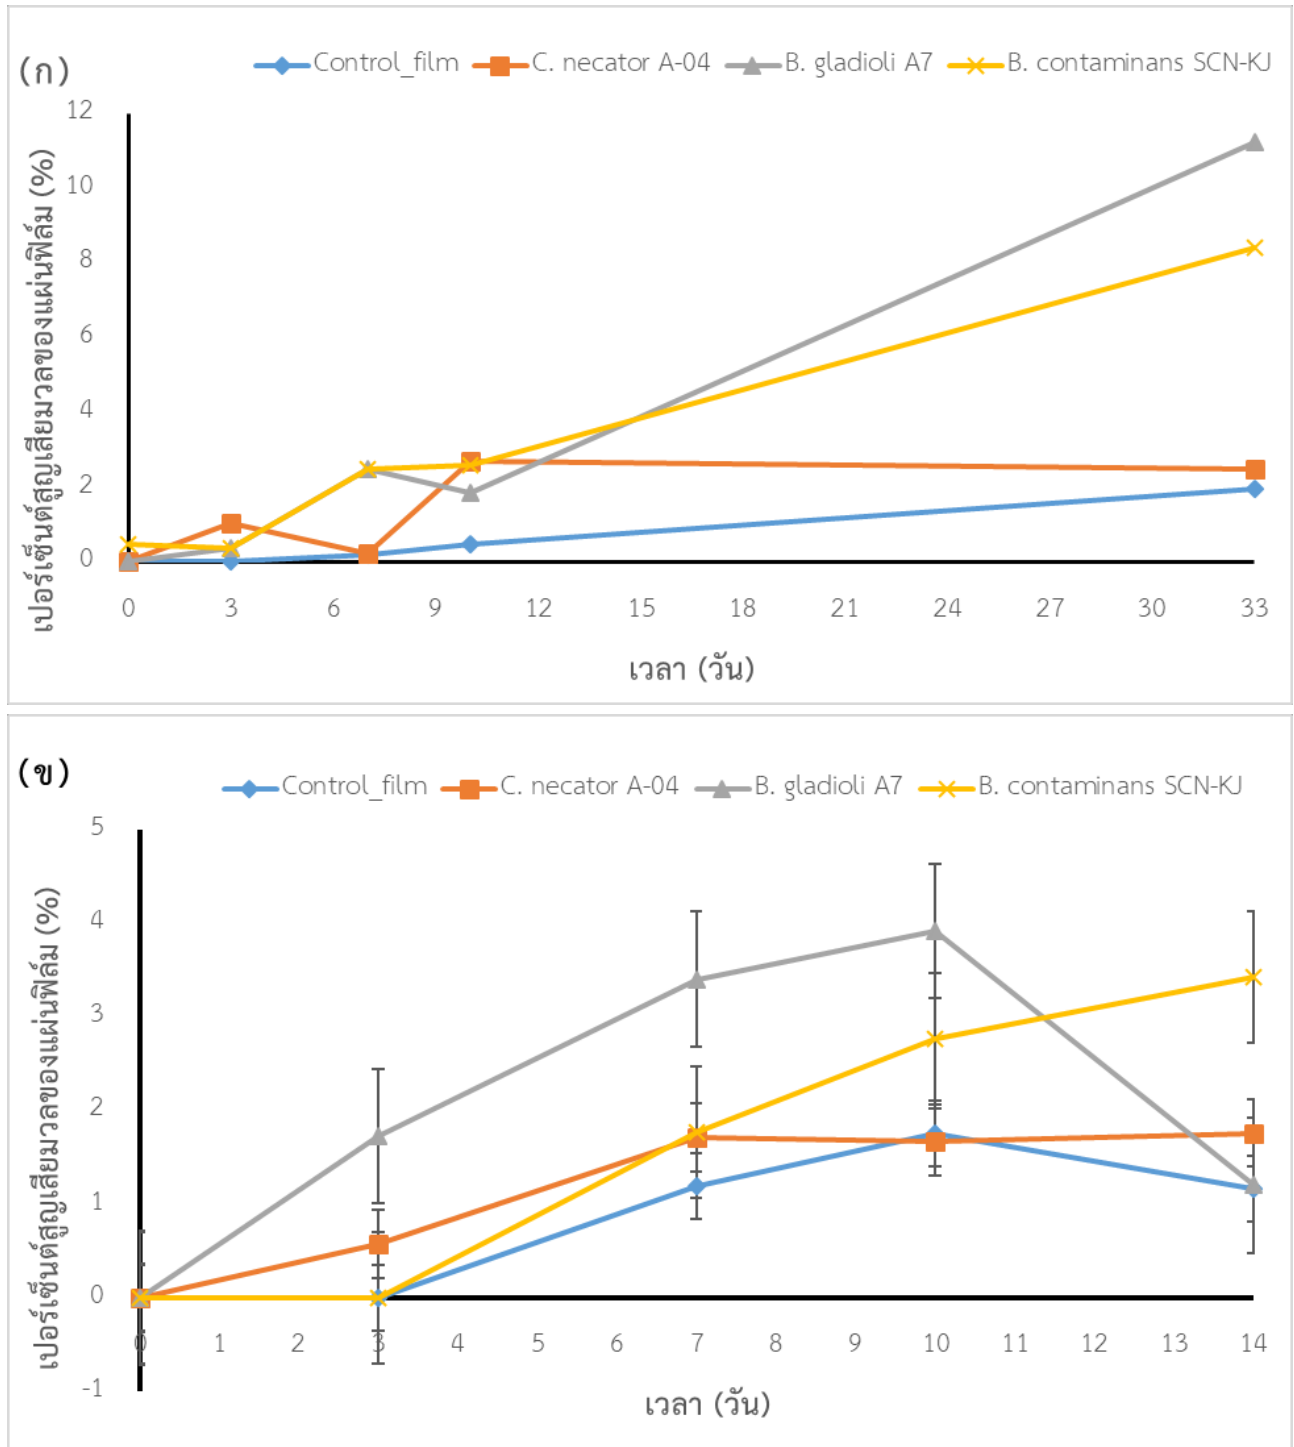 (ก)
Control_film C. necator A-04 B. gladioli A7 B. contaminans SCN-KJ
เปอร์เซ็นต์สูญเสียมวลของแผ่นฟิล์ม (%)
12
10
8
6
4
2
0
0 3 6 9 12 15 18 21 24 27 30 33
เวลา (วัน)
(ข)
Control_film C. necator A-04 B. gladioli A7 B. contaminans SCN-KJ
เปอร์เซ็นต์สูญเสียมวลของแผ่นฟิล์ม (%)
5
4
3
2
1
0
-1
0 1 2 3 4 5 6 7 8 9 10 11 12 13 14
เวลา (วัน)